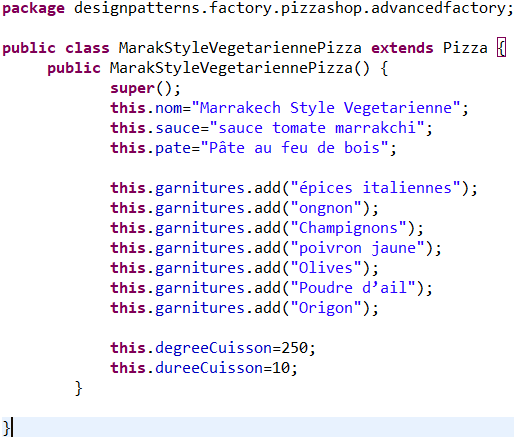 package designpatterns.factory.pizzashop.advancedfactory;
public class MarakStyleVegetariennePizza extends Pizza {
public MarakStyleVegetariennePizza() {
super();
this.nom="Marrakech Style Vegetarienne";
this.sauce="sauce tomate marrakchi";
this.pate="Pâte au feu de bois";
this.garnitures.add("épices italiennes");
this.garnitures.add("ongnon");
this.garnitures.add("Champignons");
this.garnitures.add("poivron jaune");
this.garnitures.add("Olives");
this.garnitures.add("Poudre d’ail");
this.garnitures.add("Origon");
this.degreeCuisson=250;
this.dureeCuisson=10;
}
}